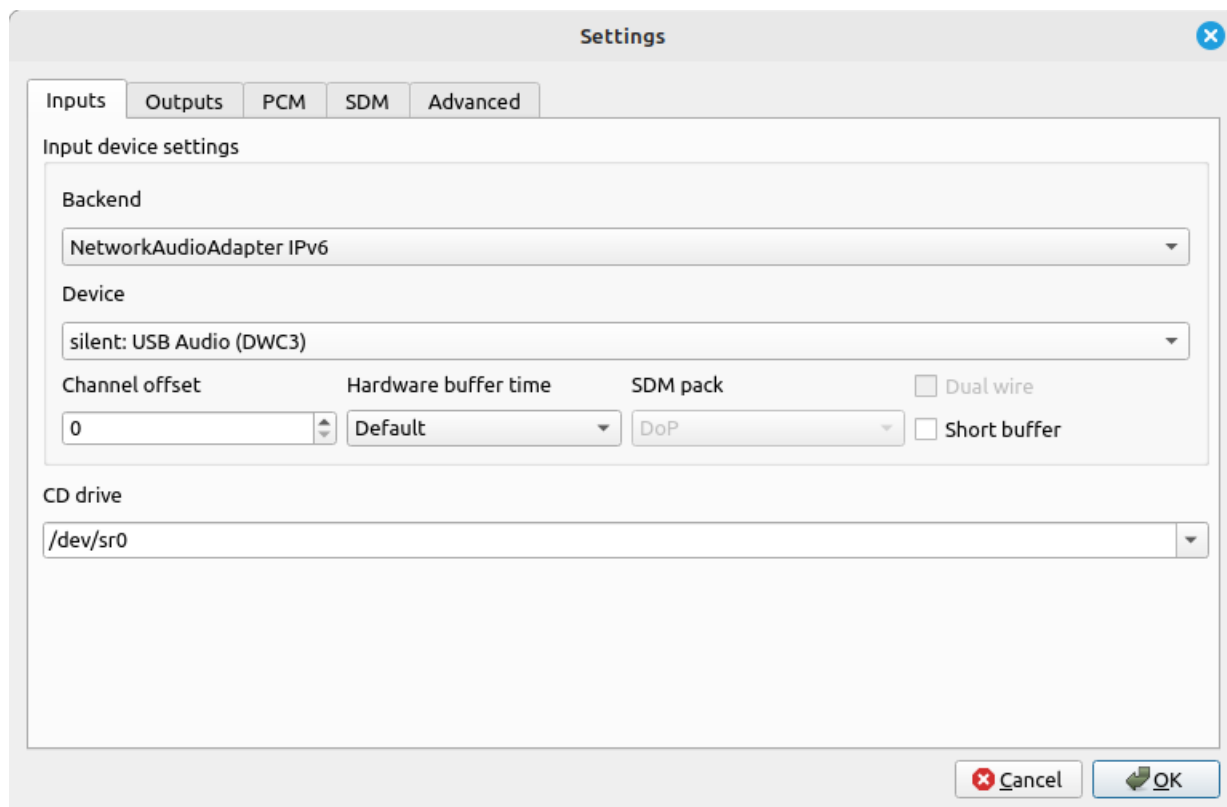 Settings
Inputs Outputs PCM SDM Advanced
Input device settings
Backend
NetworkAudioAdapter IPv6
Device
silent: USB Audio (DWC3)
Channel offset Hardware buffer time SDM pack Dual wire
0 Default DoP Short buffer
CD drive
/dev/sr0
Cancel OK